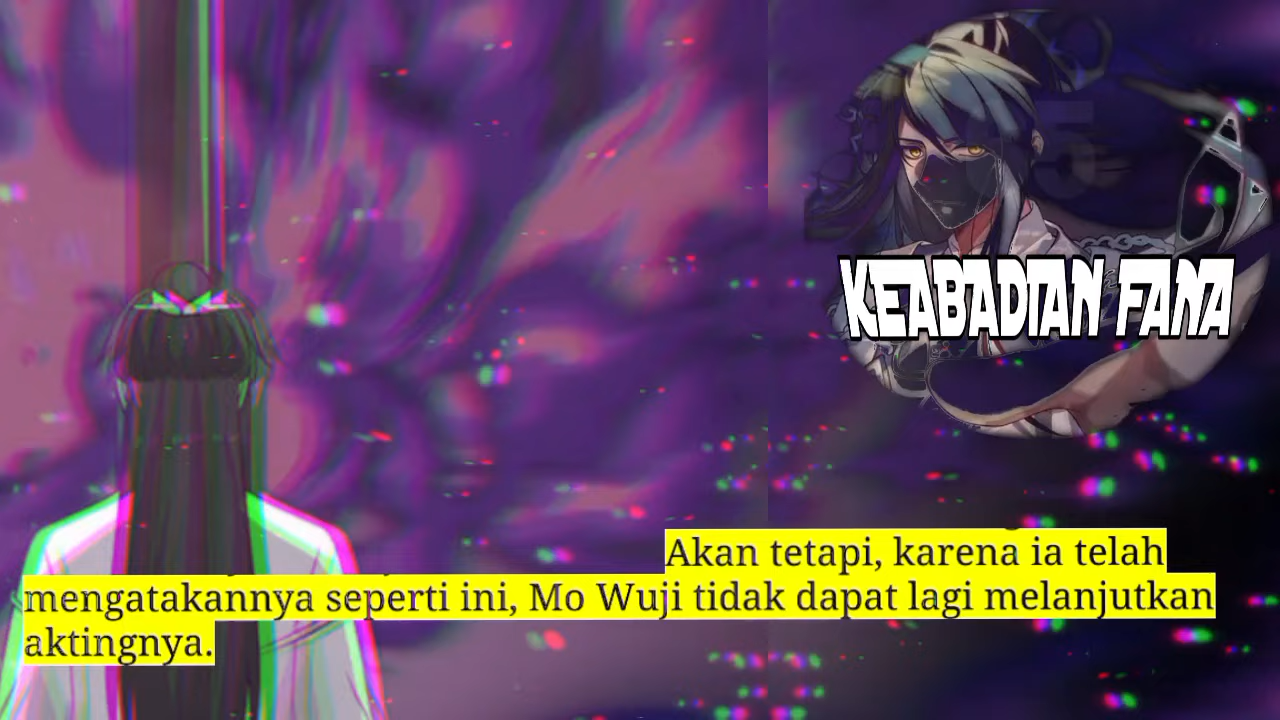 KEABADIAN FANA
Akan tetapi, karena ia telah
mengatakannya seperti ini, Mo Wuji tidak dapat lagi melanjutkan
aktingnya.